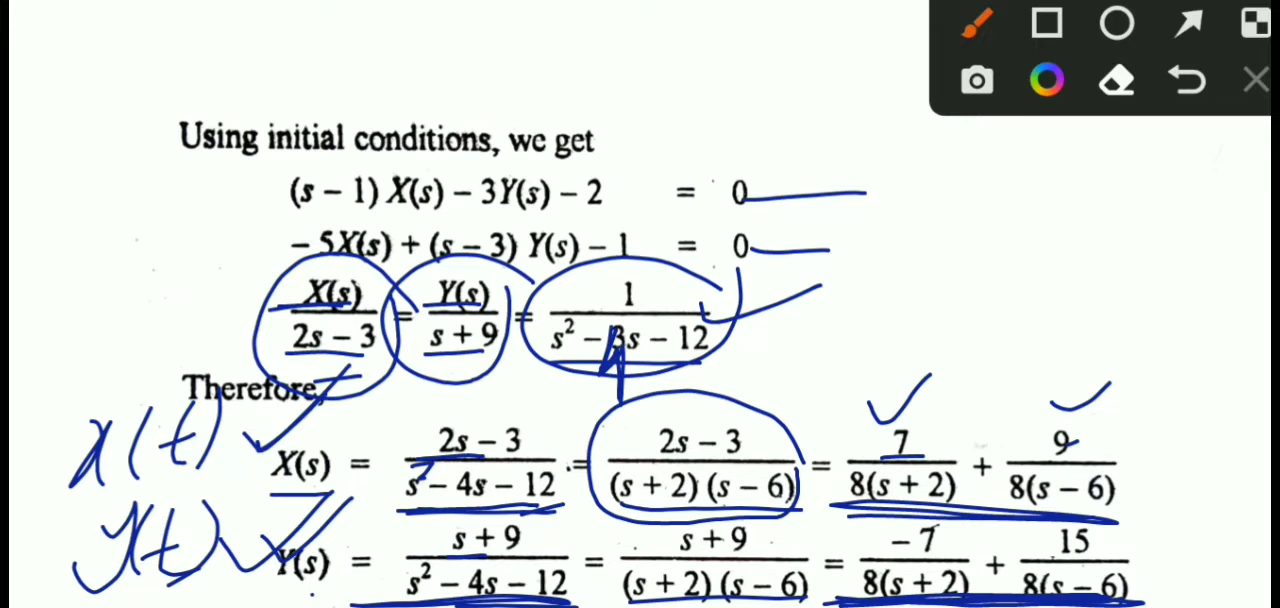 Using initial conditions, we get
(s − 1) X(s) − 3Y(s) − 2 = 0
− 5X(s) + (s − 3) Y(s) − 1 = 0
X(s)/(2s − 3) = Y(s)/(s + 9) = 1/(s² − 3s − 12)
4
Therefore,
x(t)
X(s) = (2s − 3)/(s² − 4s − 12) = (2s − 3)/((s + 2) (s − 6)) = 7/(8(s + 2)) + 9/(8(s − 6))
y(t)
Y(s) = (s + 9)/(s² − 4s − 12) = (s + 9)/((s + 2) (s − 6)) = − 7/(8(s + 2)) + 15/(8(s − 6))